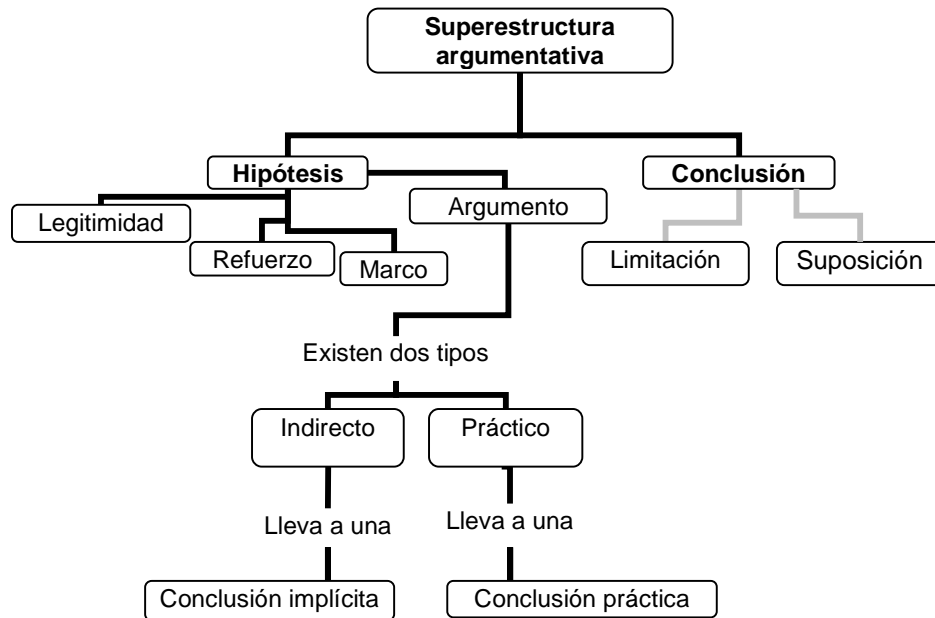 Superestructura
argumentativa
Hipótesis
Conclusión
Legitimidad
Argumento
Refuerzo
Marco
Limitación
Suposición
Existen dos tipos
Indirecto
Práctico
Lleva a una
Lleva a una
Conclusión implícita
Conclusión práctica